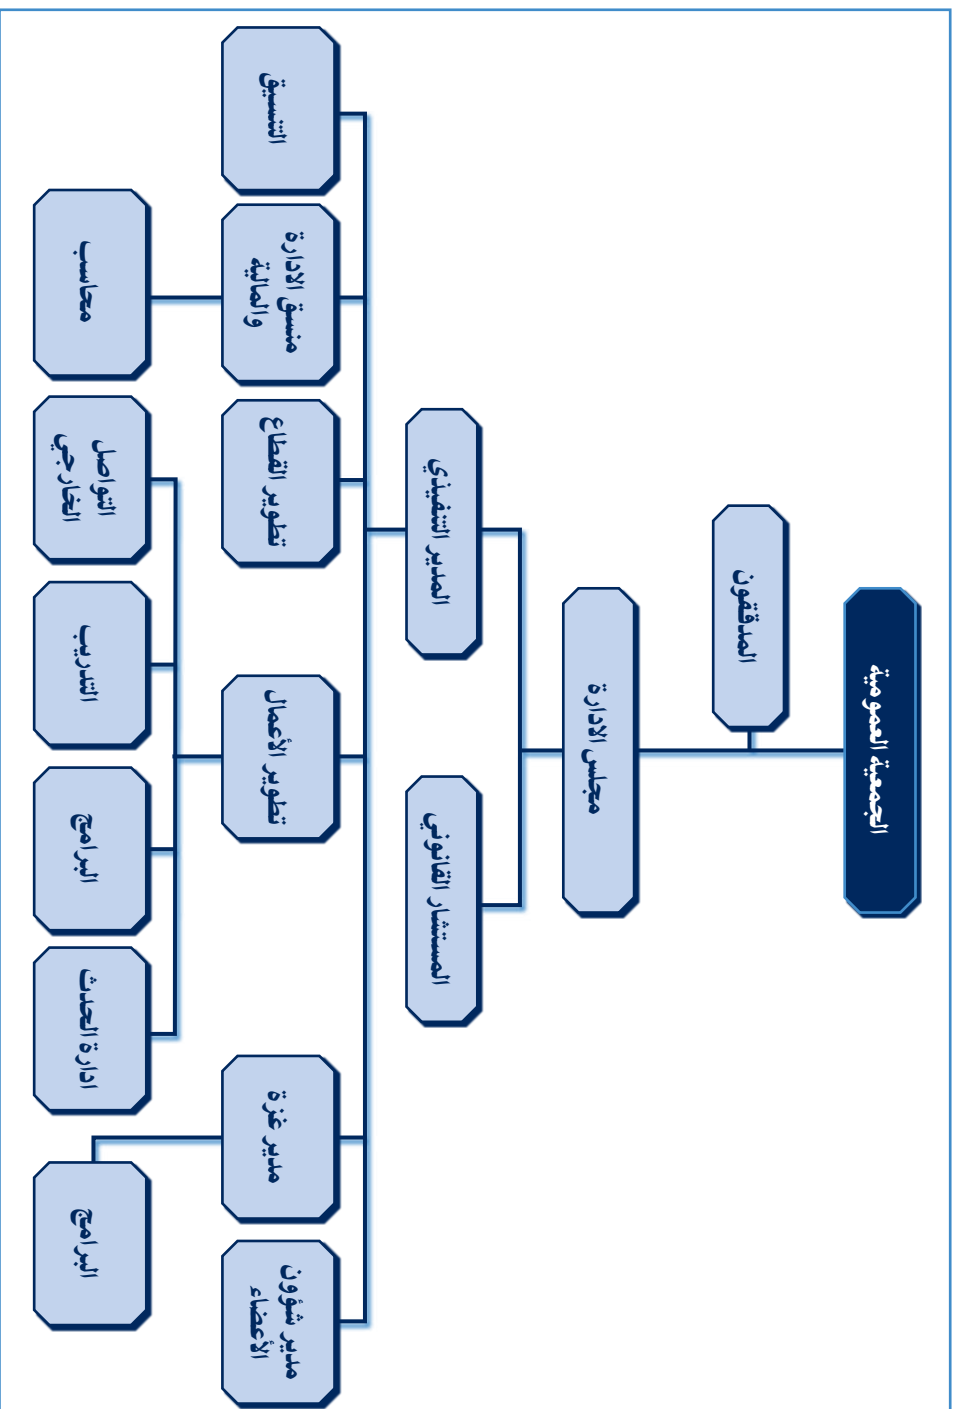 الجمعية العمومية
المدققون
مجلس الادارة
المستشار القانوني
المدير التنفيذي
مدير شؤون
الأعضاء
مدير غزة
تطوير الأعمال
تطوير القطاع
منسق الادارة
والمالية
التنسيق
البرامج
ادارة الحدث
البرامج
التدريب
التواصل
الخارجي
محاسب